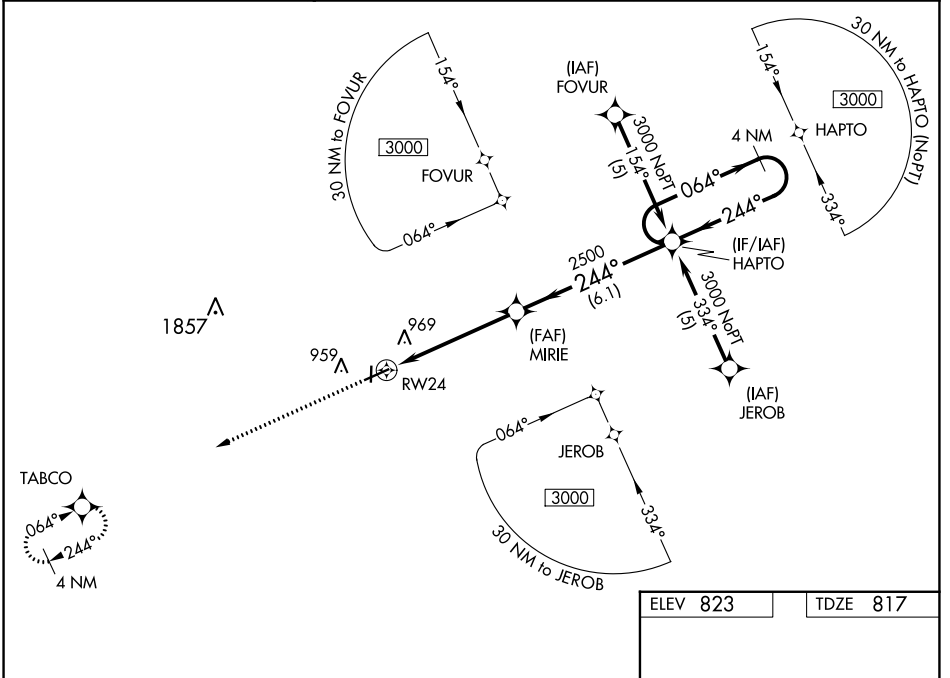 30 NM to FOVUR
154°
3000
FOVUR
064°
(IAF)
FOVUR
3000 NoPT
154°
(5)
4 NM
064°
244°
(IF/IAF)
HAPTO
30 NM to HAPTO (NoPT)
154°
3000
HAPTO
334°
2500
244°
(6.1)
3000 NoPT
334°
(5)
(IAF)
JEROB
(FAF)
MIRIE
1857
969
959
RW24
TABCO
064°
244°
4 NM
064°
JEROB
3000
334°
30 NM to JEROB
ELEV 823
TDZE 817